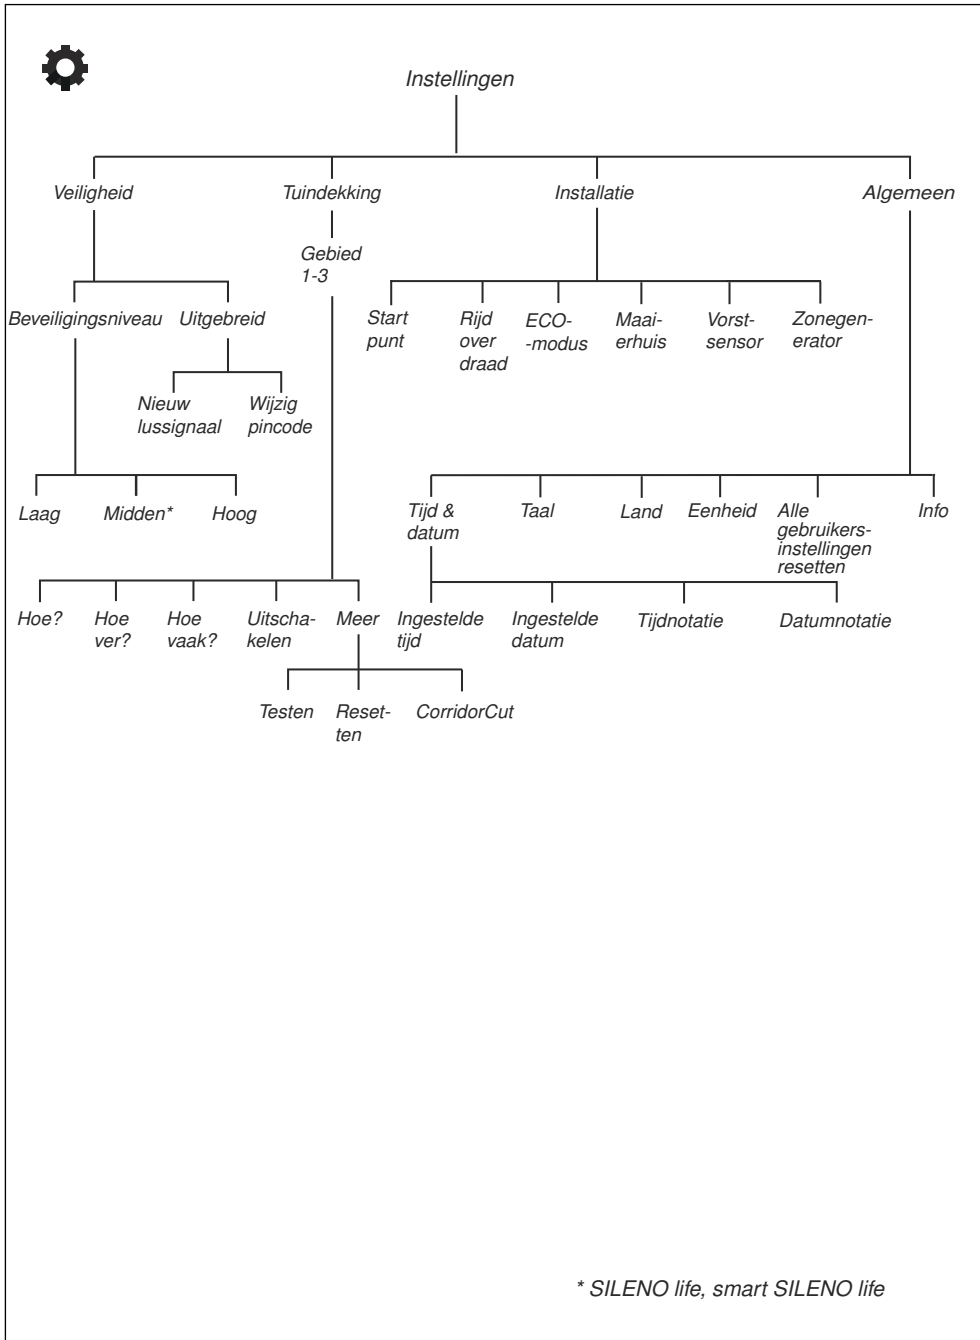 Instellingen
Veiligheid
Tuindekking
Installatie
Algemeen
Gebied
1-3
Beveiligingsniveau
Uitgebreid
Start
punt
Rijd
over
draad
ECO-
-modus
Maai-
erhuis
Vorst-
sensor
Zonegen-
erator
Nieuw
lussignaal
Wijzig
pincode
Laag
Midden*
Hoog
Tijd &
datum
Taal
Land
Eenheid
Alle
gebruikers-
instellingen
resetten
Info
Hoe?
Hoe
ver?
Hoe
vaak?
Uitscha-
kelen
Meer
Ingestelde
tijd
Ingestelde
datum
Tijdnotatie
Datumnotatie
Testen
Reset-
ten
CorridorCut
* SILENO life, smart SILENO life